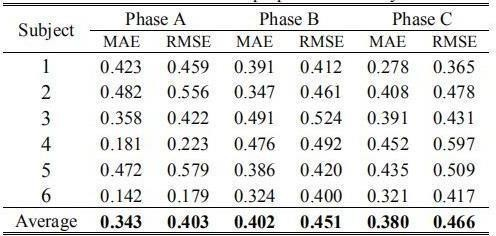 Subject Phase A Phase B Phase C
MAE RMSE MAE RMSE MAE RMSE
1 0.423 0.459 0.391 0.412 0.278 0.365
2 0.482 0.556 0.347 0.461 0.408 0.478
3 0.358 0.422 0.491 0.524 0.391 0.431
4 0.181 0.223 0.476 0.492 0.452 0.597
5 0.472 0.579 0.386 0.420 0.435 0.509
6 0.142 0.179 0.324 0.400 0.321 0.417
Average 0.343 0.403 0.402 0.451 0.380 0.466